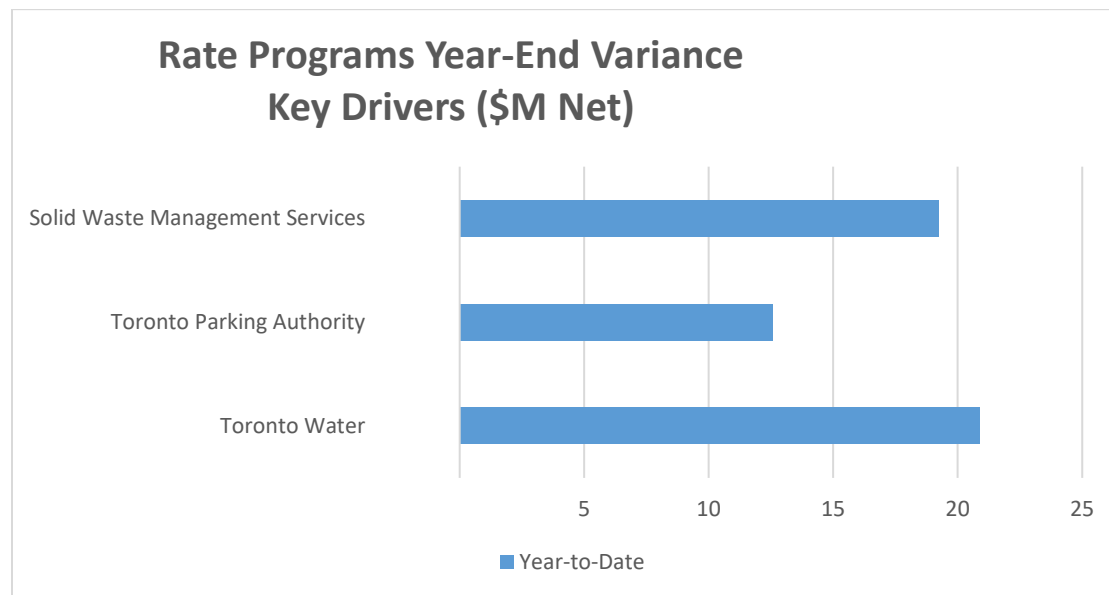 Rate Programs Year-End Variance
Key Drivers ($M Net)
Solid Waste Management Services
Toronto Parking Authority
Toronto Water
5 10 15 20 25
Year-to-Date